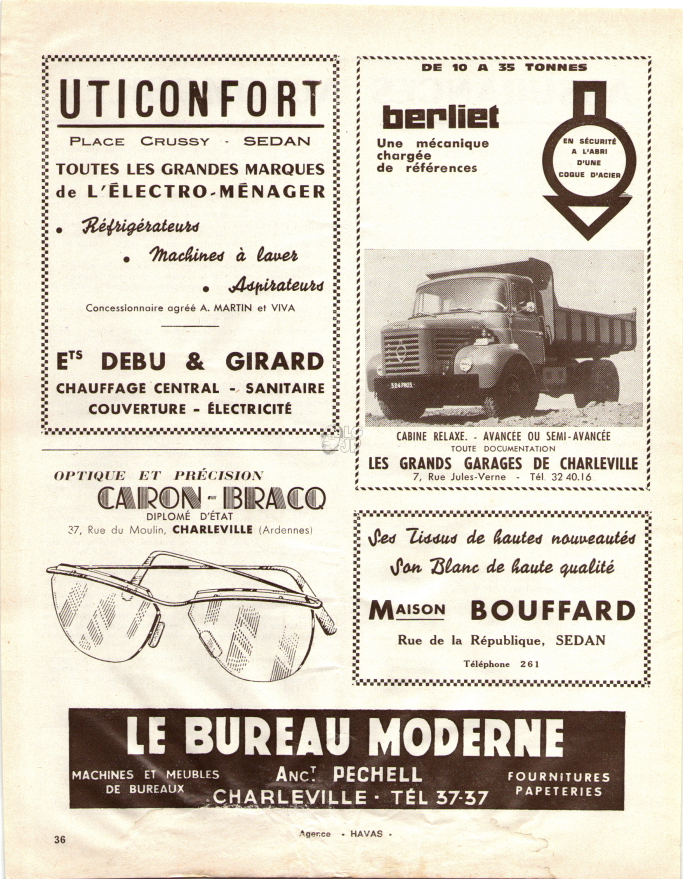 UTICONFORT
PLACE CRUSSY - SEDAN
TOUTES LES GRANDES MARQUES
de L'ÉLECTRO-MÉNAGER
• Réfrigérateurs
• Machines à laver
• Aspirateurs
Concessionnaire agréé A. MARTIN et VIVA
ETS DEBU & GIRARD
CHAUFFAGE CENTRAL - SANITAIRE
COUVERTURE - ÉLECTRICITÉ
DE 10 A 35 TONNES
berliet
Une mécanique
chargée
de références
EN SÉCURITÉ
A L'ABRI
D'UNE
COQUE D'ACIER
CABINE RELAXE. - AVANCÉE OU SEMI-AVANCÉE
TOUTE DOCUMENTATION
LES GRANDS GARAGES DE CHARLEVILLE
7, Rue Jules-Verne - Tél. 32 40.16
OPTIQUE ET PRÉCISION
CARON - BRACQ
DIPLOMÉ D'ÉTAT
37, Rue du Moulin, CHARLEVILLE (Ardennes)
Ses Tissus de hautes nouveautés
Son Blanc de haute qualité
MAISON BOUFFARD
Rue de la République, SEDAN
Téléphone 261
LE BUREAU MODERNE
MACHINES ET MEUBLES
DE BUREAUX
ANCT. PECHELL
CHARLEVILLE - TÉL 37-37
FOURNITURES
PAPETERIES
36
Agence - HAVAS -